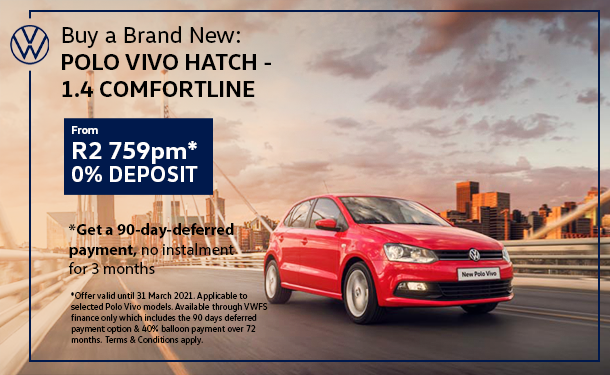 Buy a Brand New:
POLO VIVO HATCH -
1.4 COMFORTLINE
From
R2 759pm*
0% DEPOSIT
*Get a 90-day-deferred
payment, no instalment
for 3 months
*Offer valid until 31 March 2021. Applicable to
selected Polo Vivo models. Available through VWFS
finance only which includes the 90 days deferred
payment option & 40% balloon payment over 72
months. Terms & Conditions apply.
New Polo Vivo